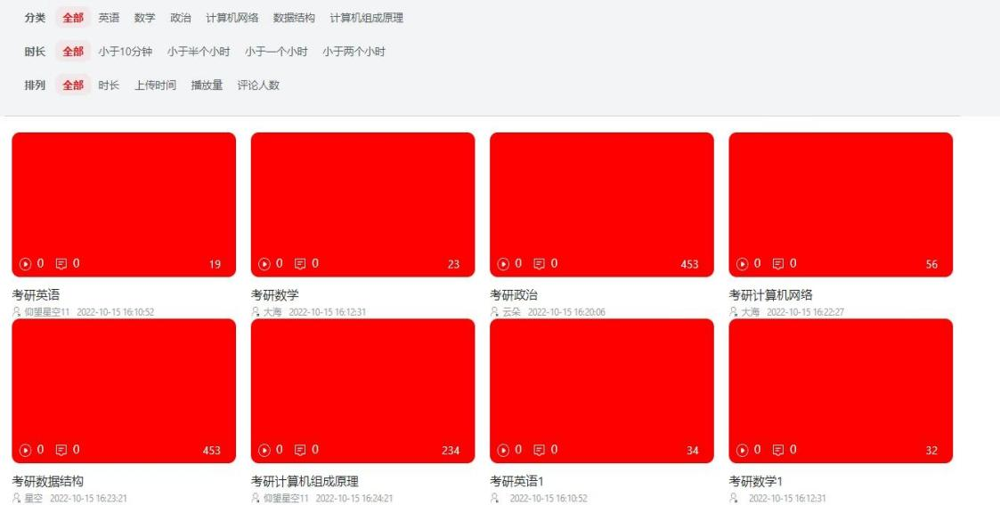 分类 全部 英语 数学 政治 计算机网络 数据结构 计算机组成原理
时长 全部 小于10分钟 小于半个小时 小于一个小时 小于两个小时
排列 全部 时长 上传时间 播放量 评论人数
0 0 19 0 0 23 0 0 453 0 0 56
考研英语 考研数学 考研政治 考研计算机网络
仰望星空11 2022-10-15 16:10:52 大海 2022-10-15 16:12:31 云朵 2022-10-15 16:20:06 大海 2022-10-15 16:22:27
0 0 453 0 0 234 0 0 34 0 0 32
考研数据结构 考研计算机组成原理 考研英语1 考研数学1
星空 2022-10-15 16:23:21 仰望星空11 2022-10-15 16:24:21 2022-10-15 16:10:52 2022-10-15 16:12:31